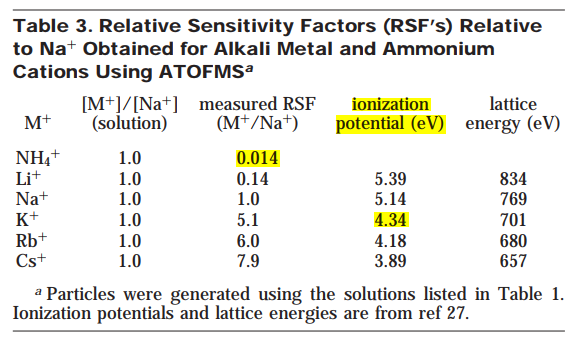 Table 3. Relative Sensitivity Factors (RSF's) Relative
to Na+ Obtained for Alkali Metal and Ammonium
Cations Using ATOFMSa
M+ [M+]/[Na+] (solution) measured RSF (M+/Na+) ionization potential (eV) lattice energy (eV)
NH4+ 1.0 0.014
Li+ 1.0 0.14 5.39 834
Na+ 1.0 1.0 5.14 769
K+ 1.0 5.1 4.34 701
Rb+ 1.0 6.0 4.18 680
Cs+ 1.0 7.9 3.89 657
a Particles were generated using the solutions listed in Table 1.
Ionization potentials and lattice energies are from ref 27.